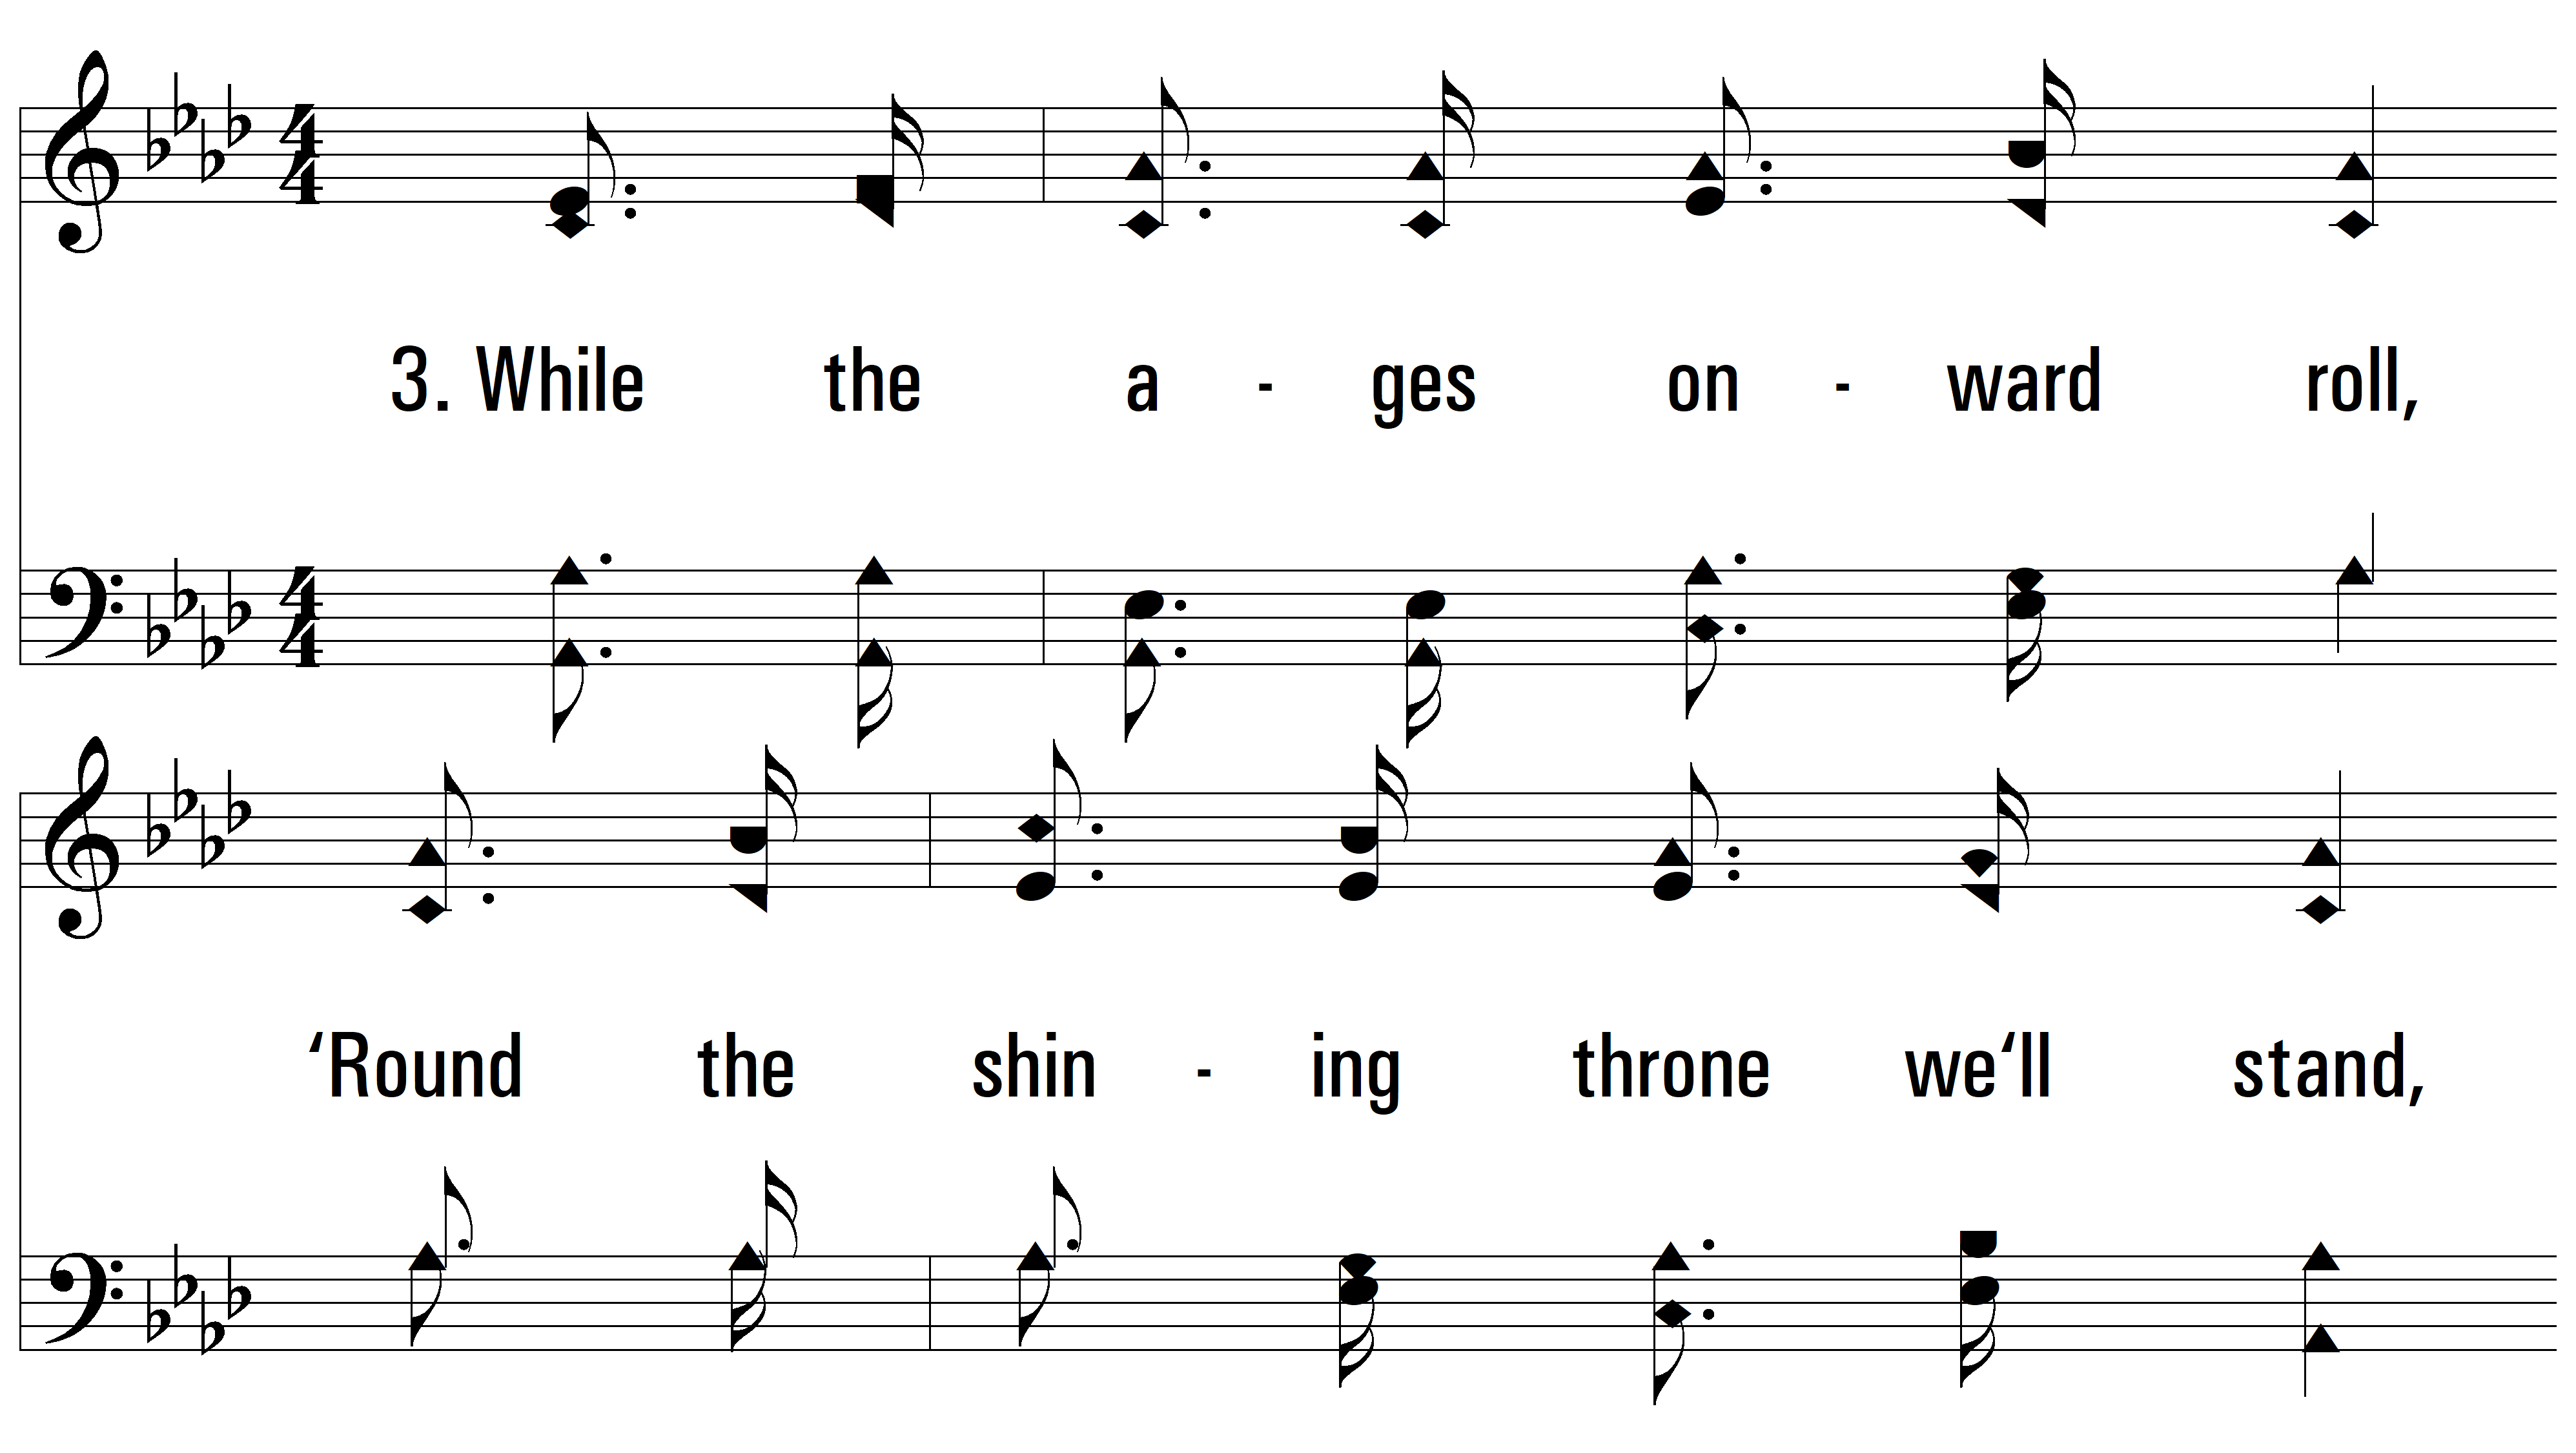 3. While the a - ges on - ward roll,
‘Round the shin - ing throne we‘ll stand,